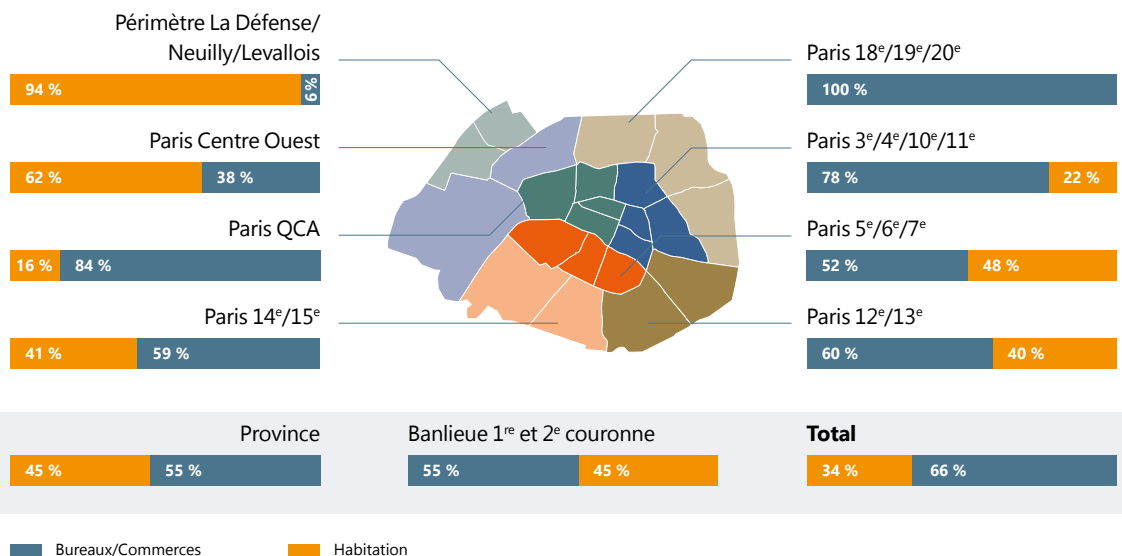 Périmètre La Défense/
Neuilly/Levallois
94 %
6 %
Paris Centre Ouest
62 %
38 %
Paris QCA
16 %
84 %
Paris 14ᵉ/15ᵉ
41 %
59 %
Paris 18ᵉ/19ᵉ/20ᵉ
100 %
Paris 3ᵉ/4ᵉ/10ᵉ/11ᵉ
78 %
22 %
Paris 5ᵉ/6ᵉ/7ᵉ
52 %
48 %
Paris 12ᵉ/13ᵉ
60 %
40 %
Province
45 %
55 %
Banlieue 1ʳᵉ et 2ᵉ couronne
55 %
45 %
Total
34 %
66 %
Bureaux/Commerces
Habitation